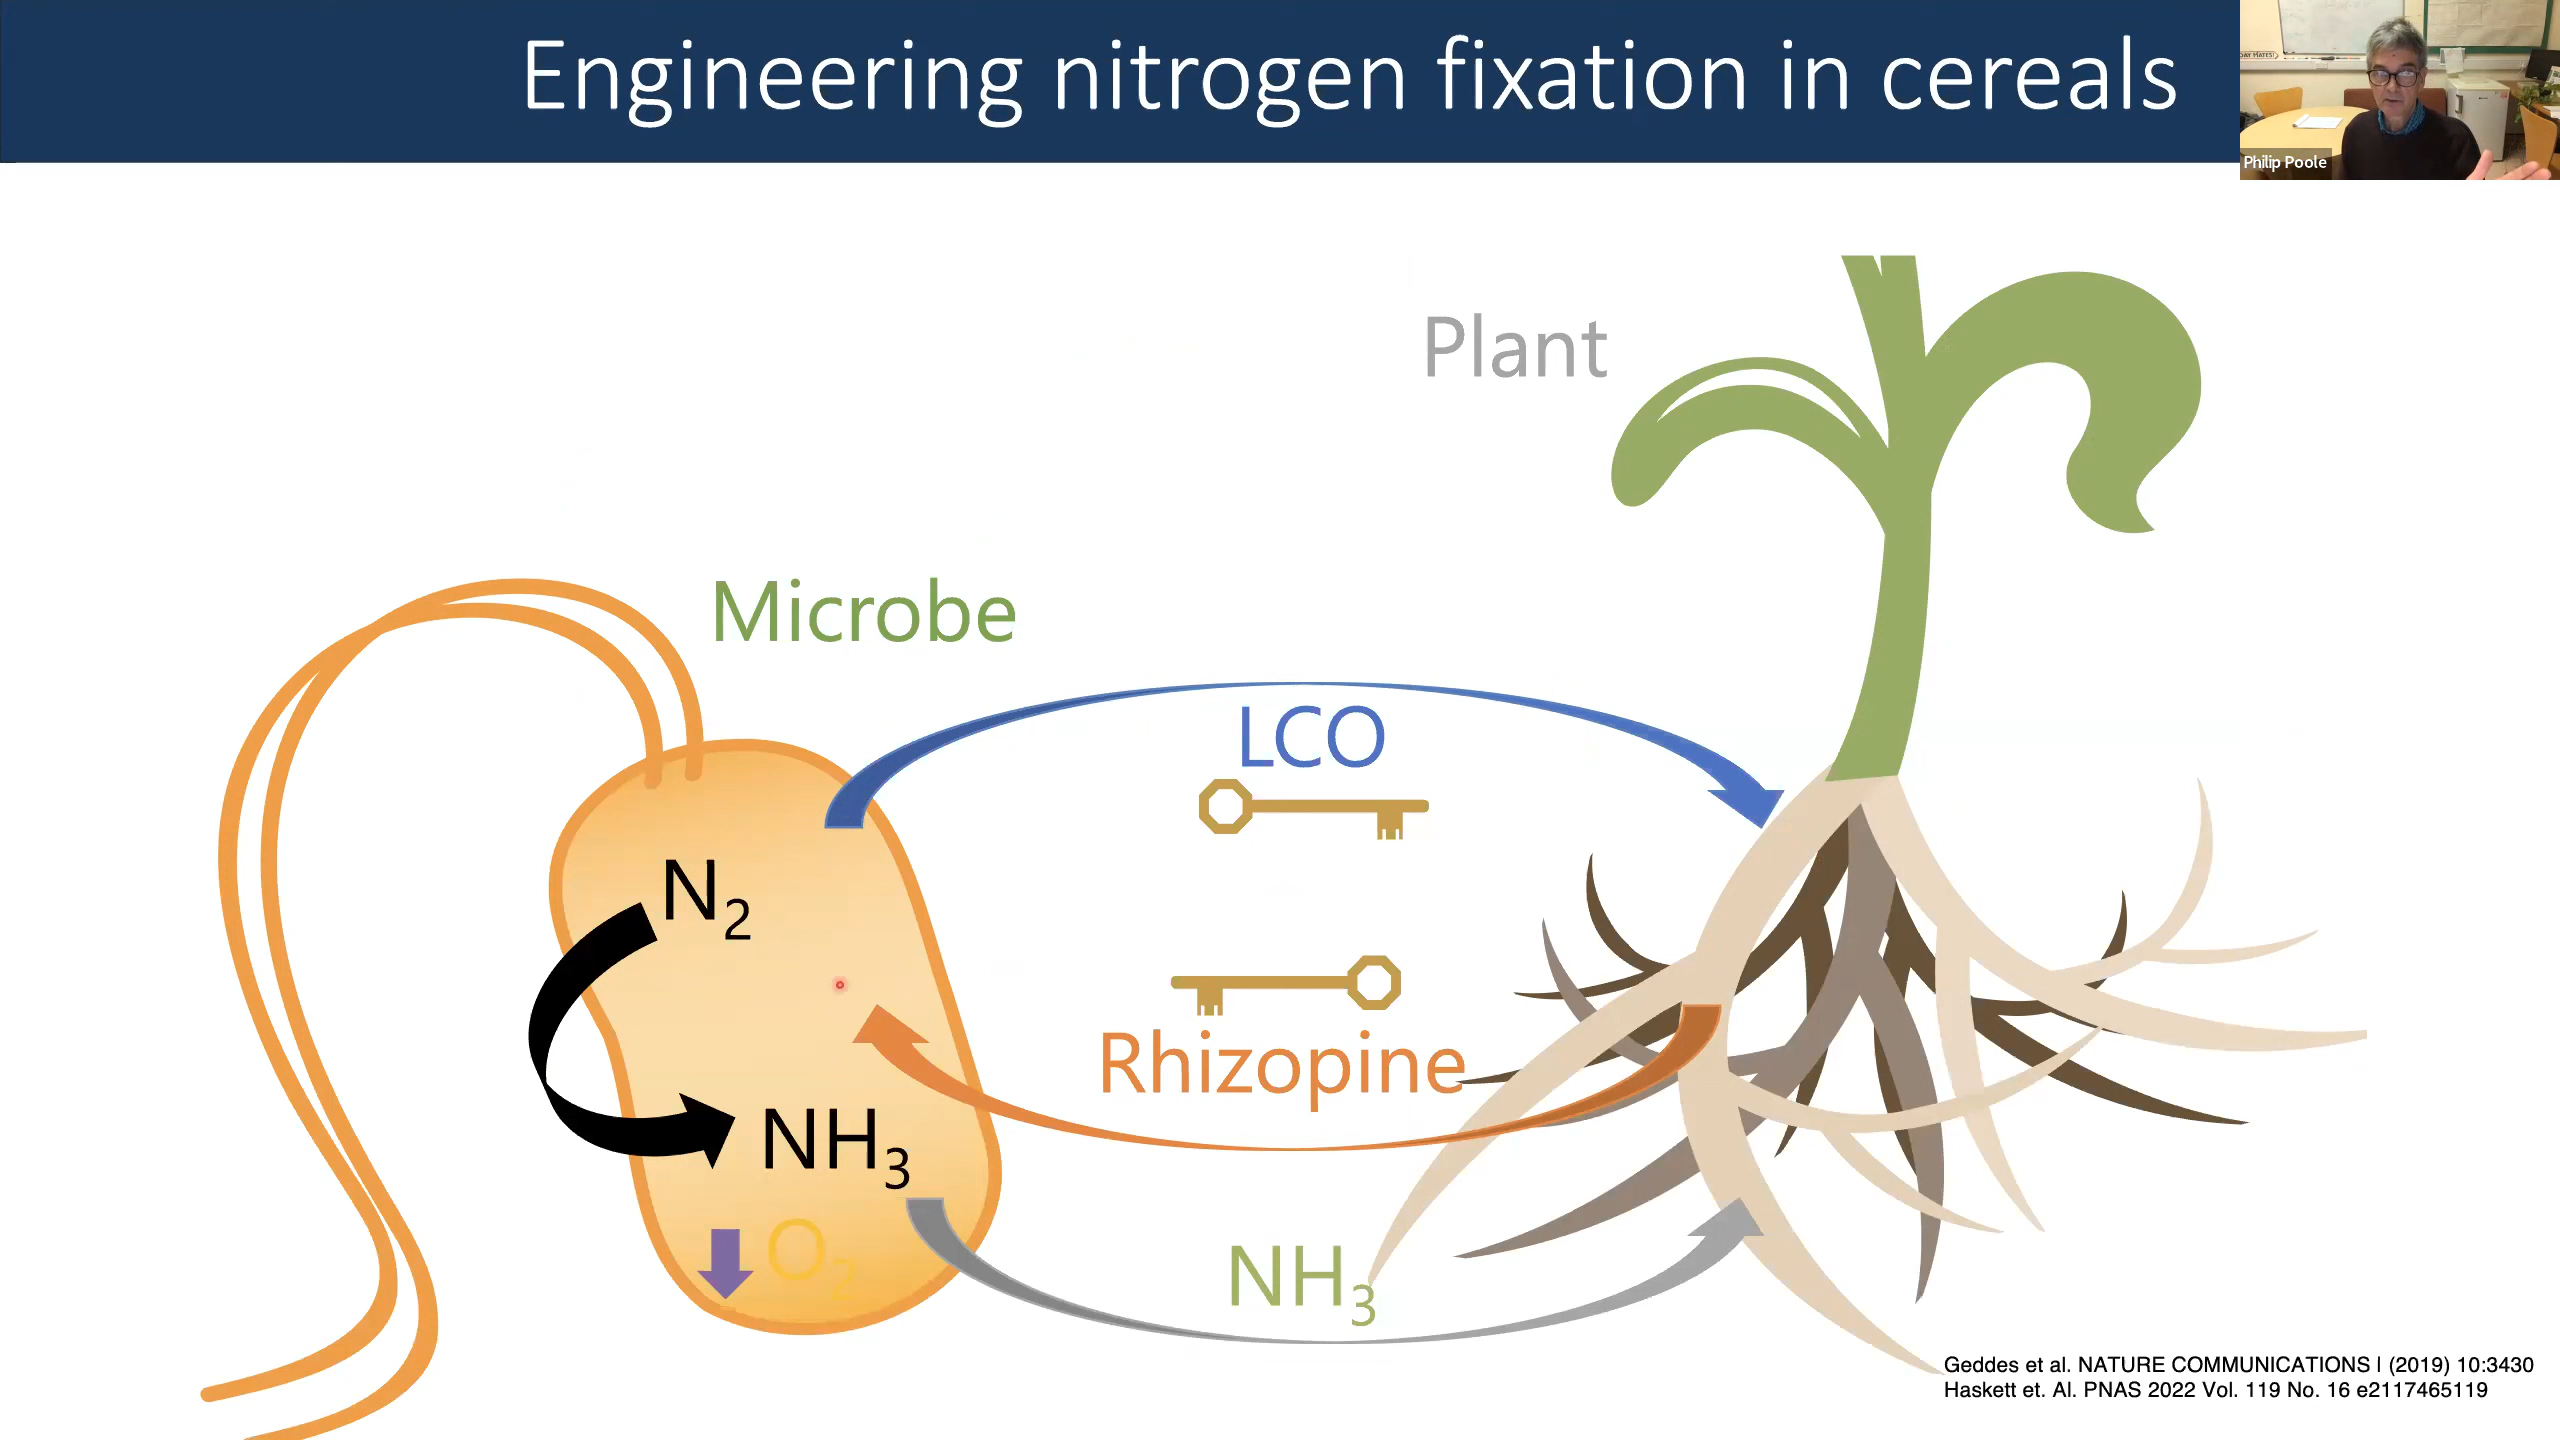 Engineering nitrogen fixation in cereals
Philip Poole
Plant
Microbe
LCO
N2
Rhizopine
NH3
O2
NH3
Geddes et al. NATURE COMMUNICATIONS | (2019) 10:3430
Haskett et. Al. PNAS 2022 Vol. 119 No. 16 e2117465119